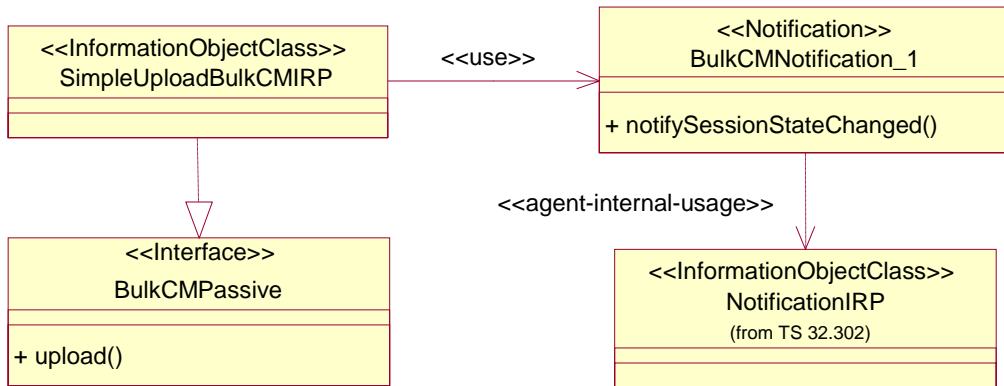 <<InformationObjectClass>>
SimpleUploadBulkCMIRP
<<use>>
<<Notification>>
BulkCMNotification_1
+ notifySessionStateChanged()
<<agent-internal-usage>>
<<Interface>>
BulkCMPassive
+ upload()
<<InformationObjectClass>>
NotificationIRP
(from TS 32.302)